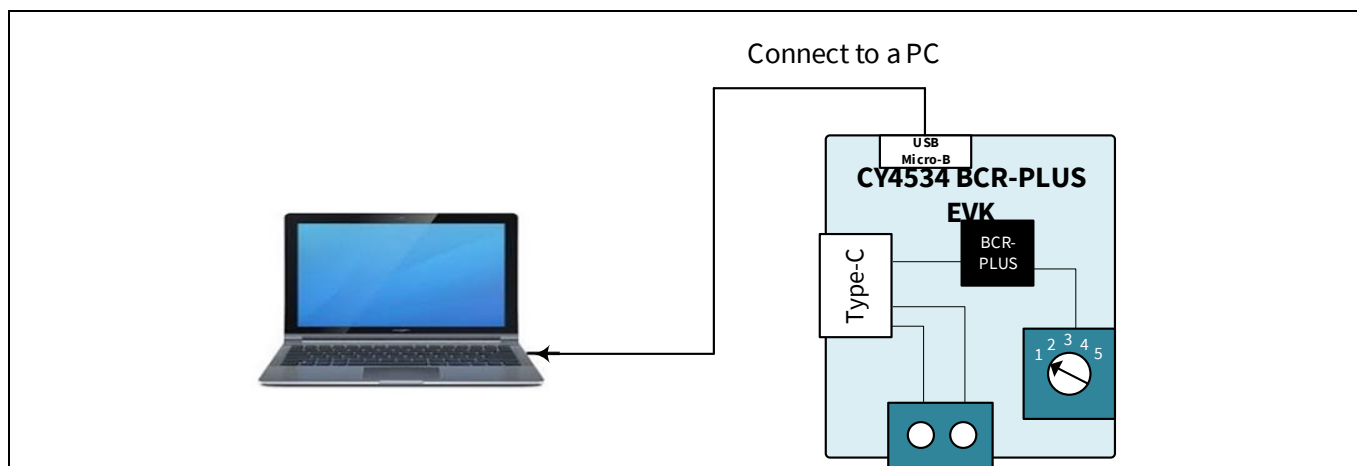 Connect to a PC
USB
Micro-B
CY4534 BCR-PLUS
EVK
BCR-
PLUS
Type-C
1 2 3 4 5